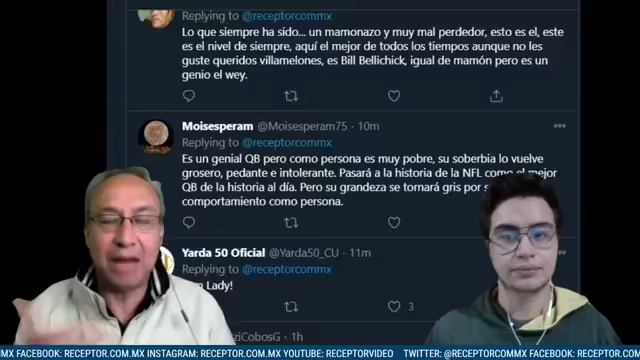 Replying to @receptorcommx
Lo que siempre ha sido... un mamonazo y muy mal perdedor, esto es el, este
es el nivel de siempre, aquí el mejor de todos los tiempos aunque no les
guste queridos villamelones, es Bill Bellichick, igual de mamón pero es un
genio el wey.
Moisesperam @Moisesperam75 · 10m
Replying to @receptorcommx
Es un genial QB pero como persona es muy pobre, su soberbia lo vuelve
grosero, pedante e intolerante. Pasará a la historia de la NFL como el mejor
QB de la historia al día. Pero su grandeza se tornará gris por
comportamiento como persona.
Yarda 50 Oficial @Yarda50_CU · 11m
Replying to @receptorcommx
Lady!
3
ziCobosG · 1h
MX FACEBOOK: RECEPTOR.COM.MX INSTAGRAM: RECEPTOR.COM.MX YOUTUBE: RECEPTORVIDEO TWITTER: @RECEPTORCOMMX FACEBOOK: RECEPTOR.COM